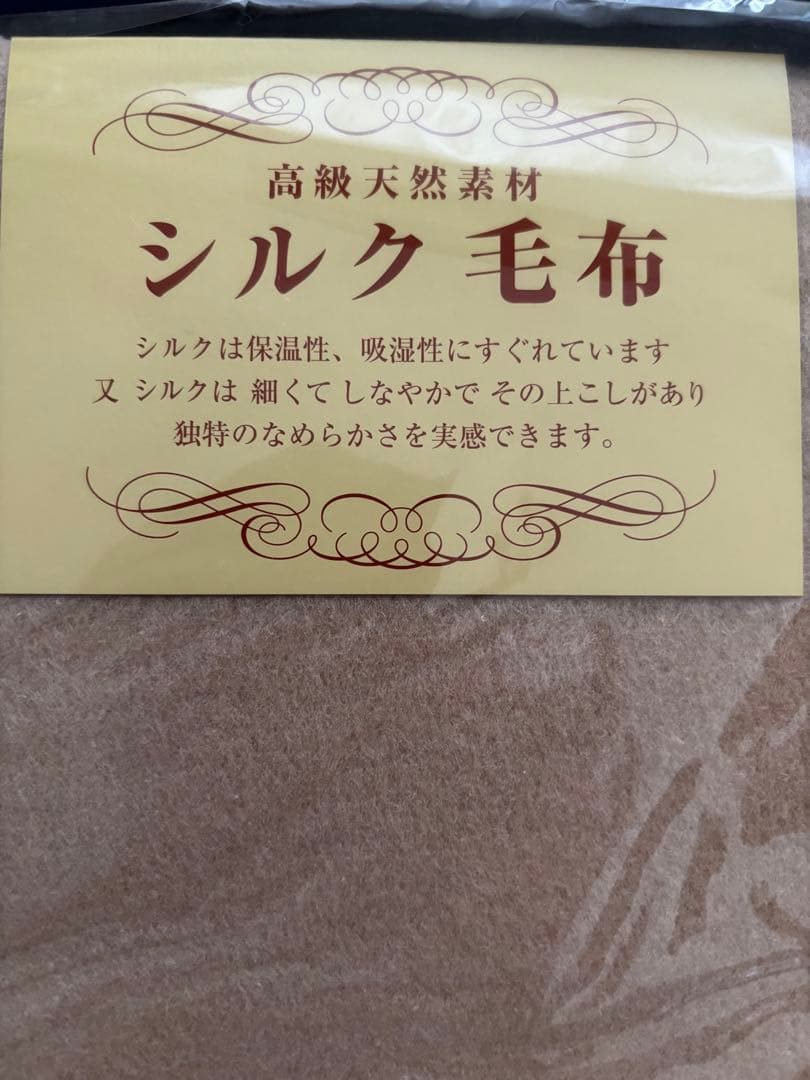 高級天然素材
シルク毛布
シルクは保温性、吸湿性にすぐれています
又 シルクは 細くて しなやかで その上こしがあり
独特のなめらかさを実感できます。